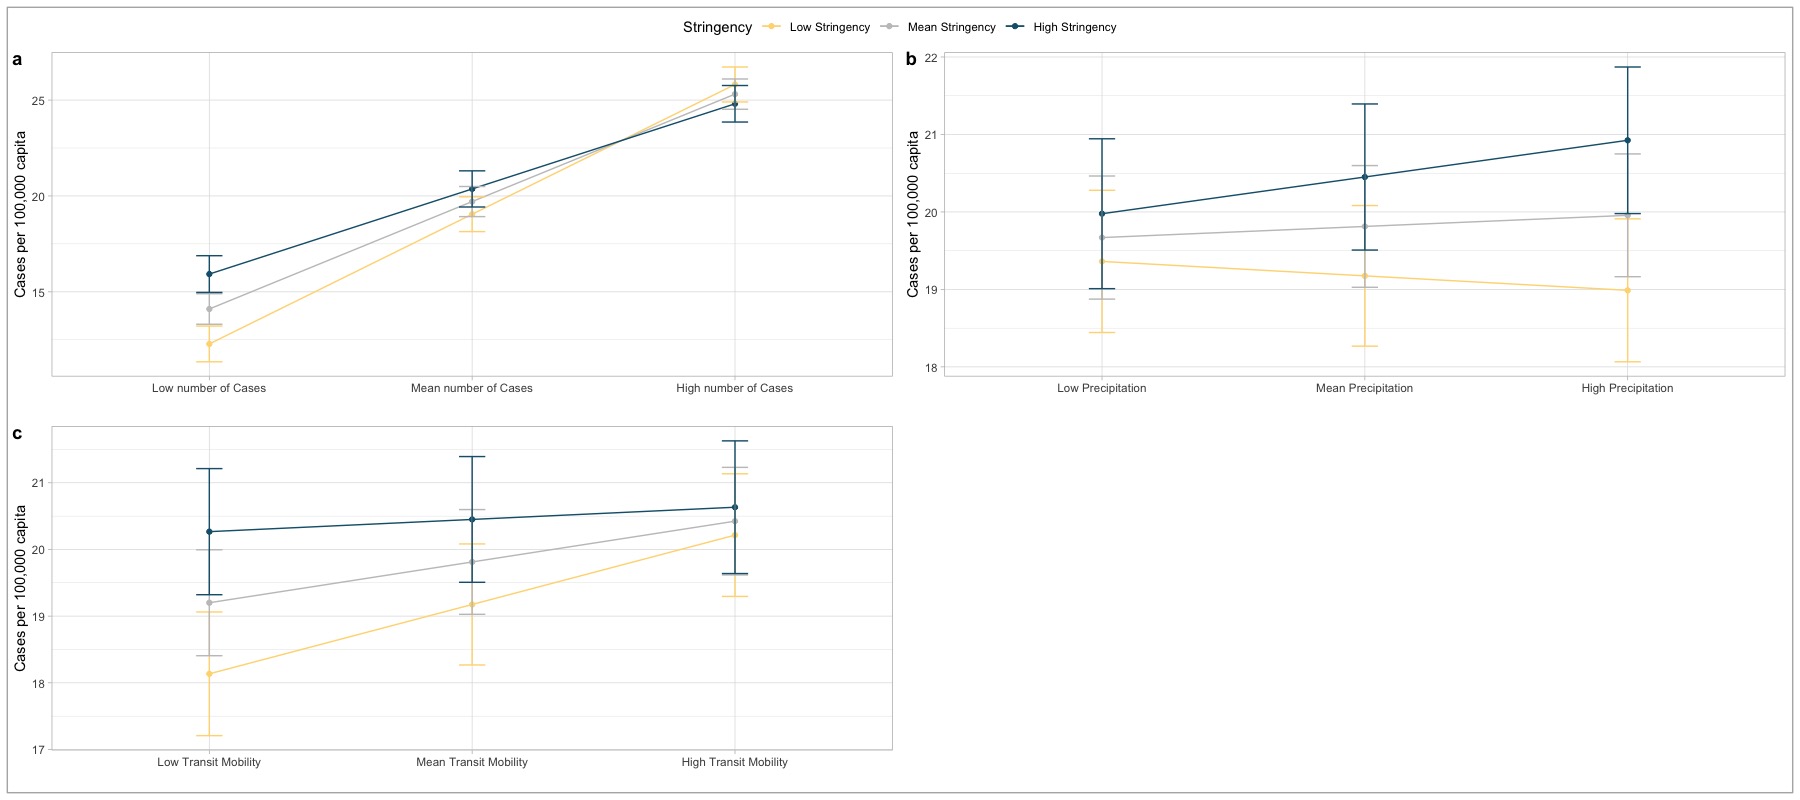 Stringency Low Stringency Mean Stringency High Stringency
a
Cases per 100,000 capita
25
20
15
Low number of Cases Mean number of Cases High number of Cases
b
Cases per 100,000 capita
22
21
20
19
18
Low Precipitation Mean Precipitation High Precipitation
c
Cases per 100,000 capita
21
20
19
18
17
Low Transit Mobility Mean Transit Mobility High Transit Mobility